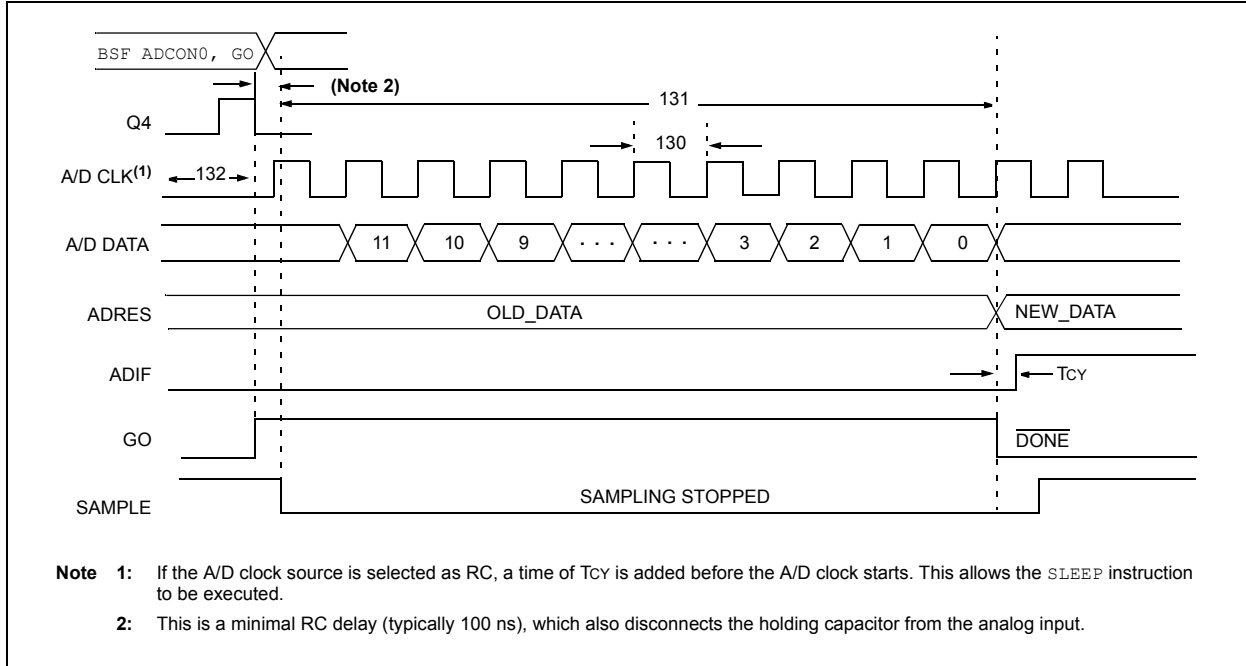 BSF ADCON0, GO
(Note 2)
131
Q4
130
A/D CLK(1)
132
A/D DATA
11 10 9 . . . . . . 3 2 1 0
ADRES
OLD_DATA
NEW_DATA
ADIF
TCY
GO
DONE
SAMPLE
SAMPLING STOPPED
Note 1: If the A/D clock source is selected as RC, a time of TCY is added before the A/D clock starts. This allows the SLEEP instruction
to be executed.
2: This is a minimal RC delay (typically 100 ns), which also disconnects the holding capacitor from the analog input.